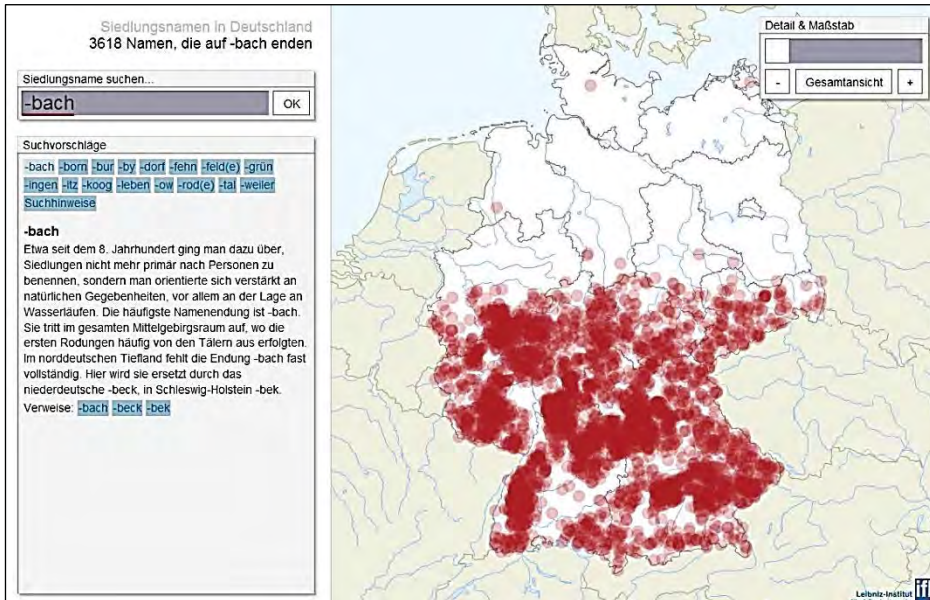 Siedlungsnamen in Deutschland
3618 Namen, die auf -bach enden
Siedlungsname suchen...
-bach OK
Suchvorschläge
-bach -born -bur -by -dorf -fehn -feld(e) -grün
-ingen -itz -koog -leben -ow -rod(e) -tal -weiler
Suchhinweise
-bach
Etwa seit dem 8. Jahrhundert ging man dazu über,
Siedlungen nicht mehr primär nach Personen zu
benennen, sondern man orientierte sich verstärkt an
natürlichen Gegebenheiten, vor allem an der Lage an
Wasserläufen. Die häufigste Namenendung ist -bach.
Sie tritt im gesamten Mittelgebirgsraum auf, wo die
ersten Rodungen häufig von den Tälern aus erfolgten.
Im norddeutschen Tiefland fehlt die Endung -bach fast
vollständig. Hier wird sie ersetzt durch das
niederdeutsche -beck, in Schleswig-Holstein -bek.
Verweise: -bach -beck -bek
Detail & Maßstab
- Gesamtansicht +
Leibniz-Institut